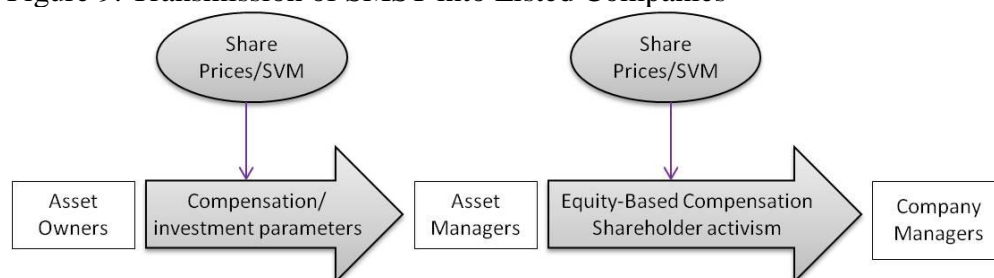 Figure 9: Transmission of into Listed Companies
Share
Prices/SVM
Share
Prices/SVM
Asset
Owners
Compensation/
investment parameters
Asset
Managers
Equity-Based Compensation
Shareholder activism
Company
Managers